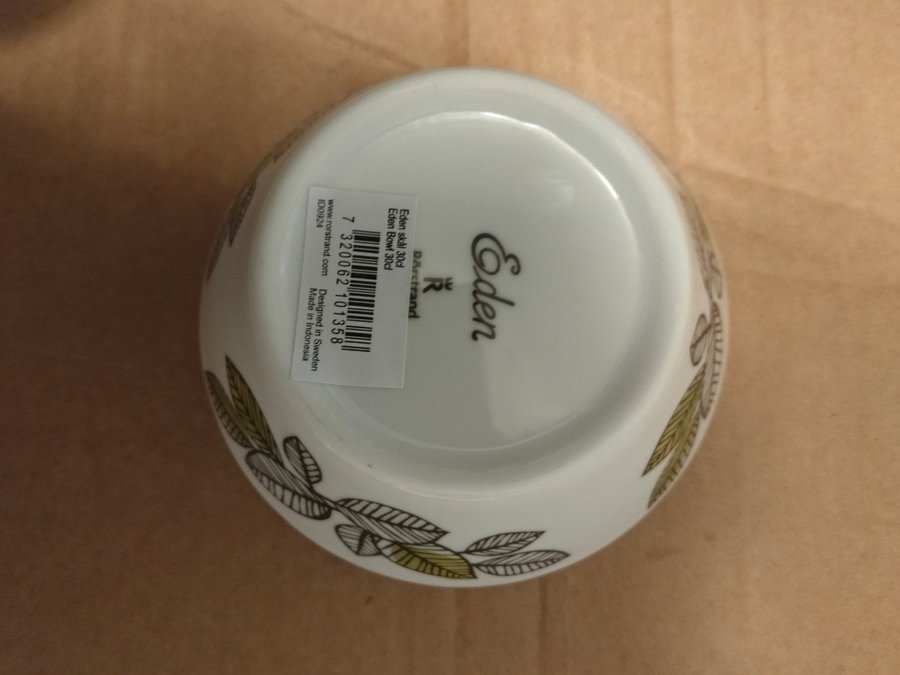 Eden
R
Rörstrand
Eden skål 30cl
Eden Bowl 30cl
7 320062 101358
www.rorstrand.com Designed in Sweden
ID0924 Made in Indonesia